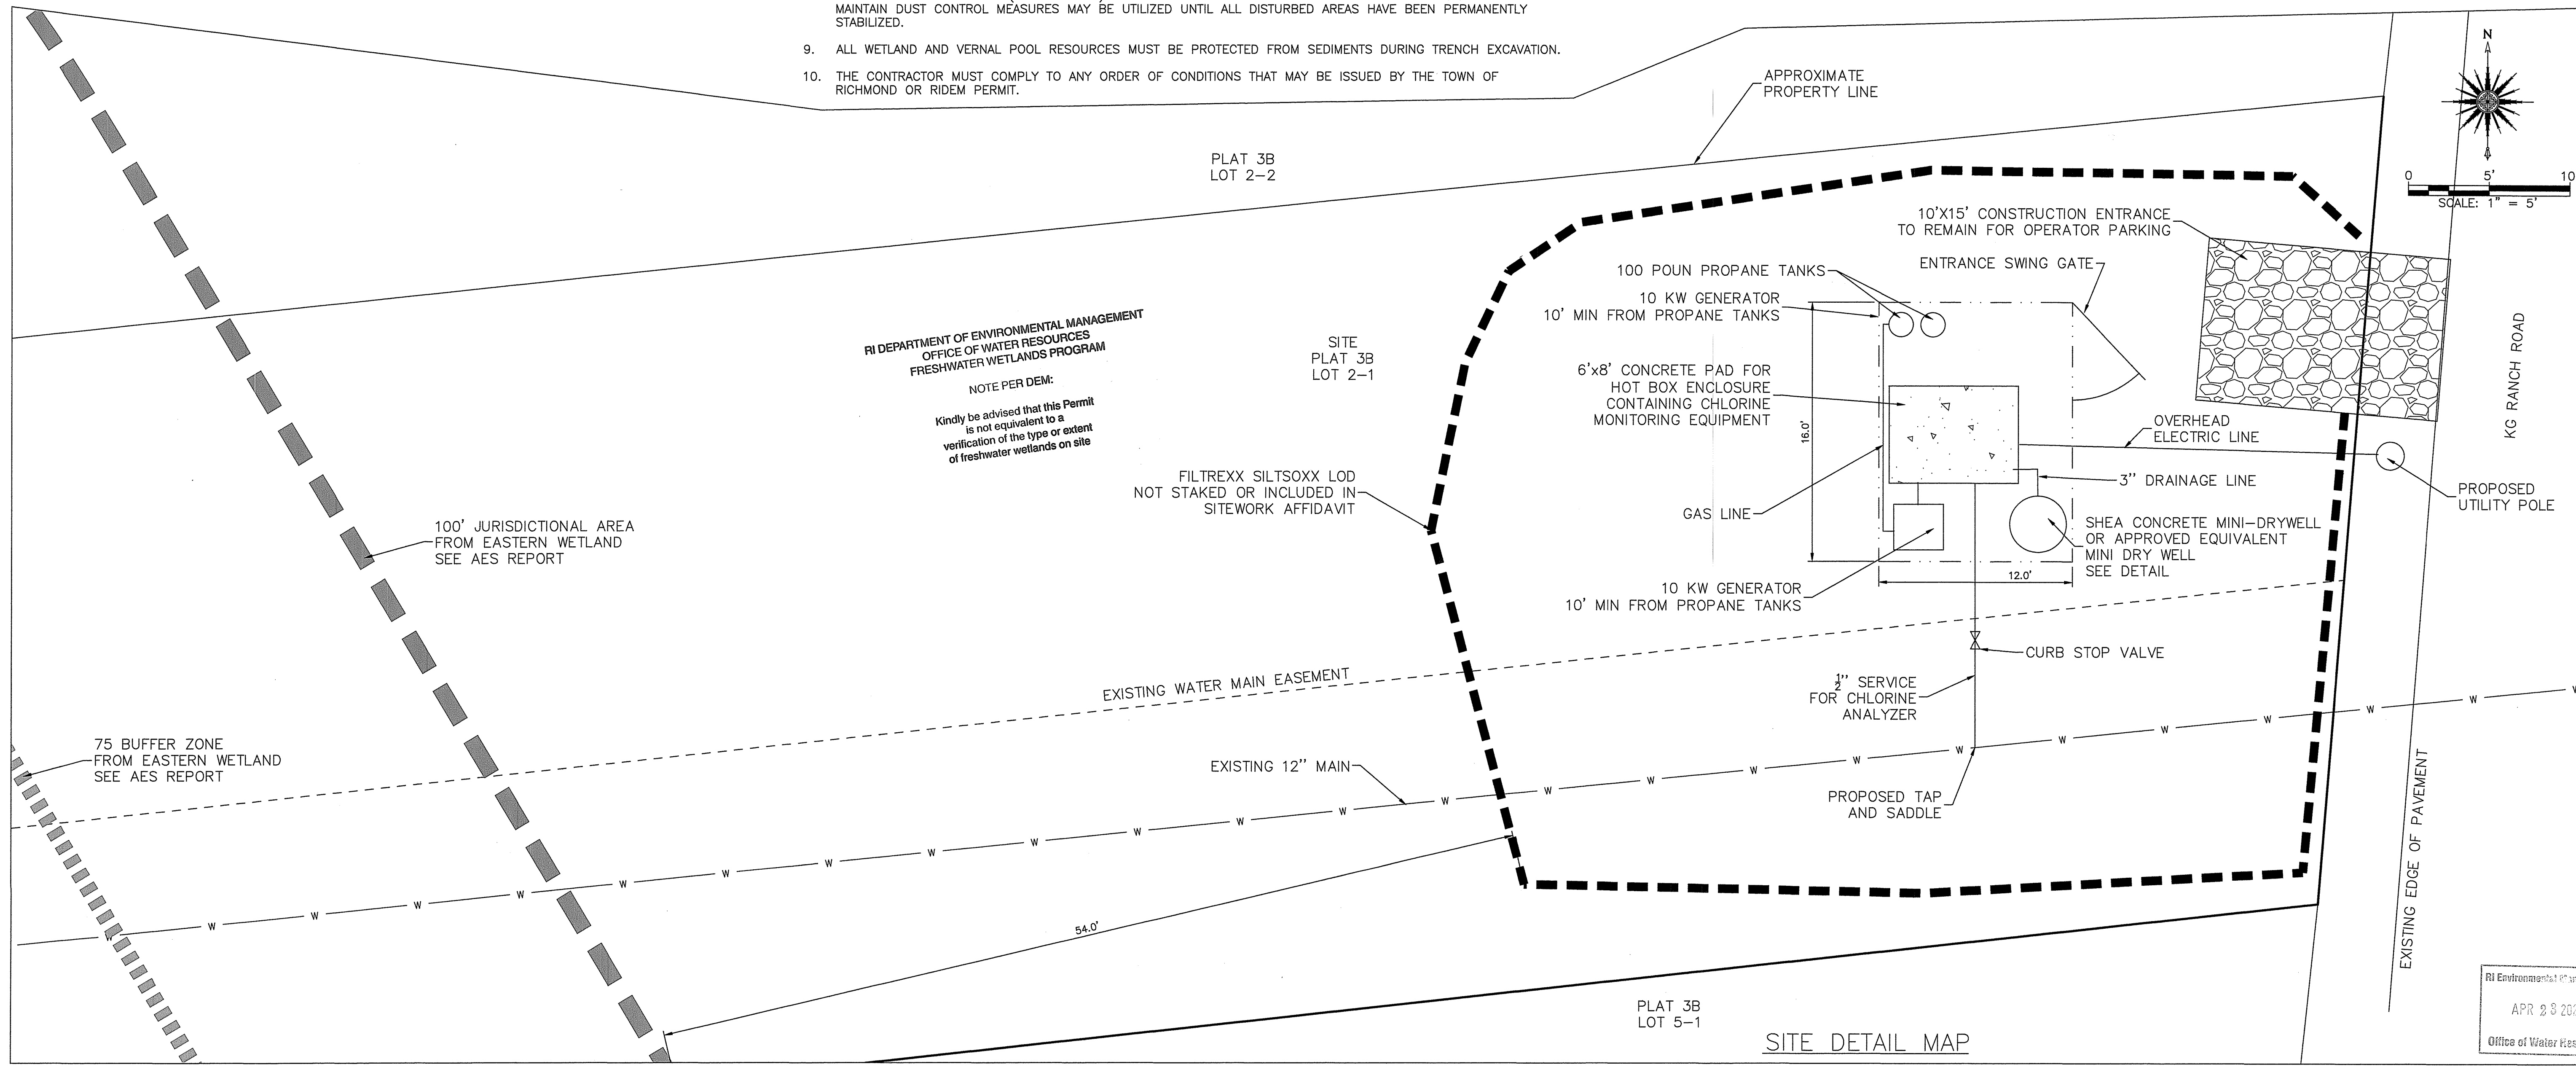 MAINTAIN DUST CONTROL MEASURES MAY BE UTILIZED UNTIL ALL DISTURBED AREAS HAVE BEEN PERMANENTLY
STABILIZED.
9. ALL WETLAND AND VERNAL POOL RESOURCES MUST BE PROTECTED FROM SEDIMENTS DURING TRENCH EXCAVATION.
10. THE CONTRACTOR MUST COMPLY TO ANY ORDER OF CONDITIONS THAT MAY BE ISSUED BY THE TOWN OF
RICHMOND OR RIDEM PERMIT.
APPROXIMATE
PROPERTY LINE
N
0 5' 10
SCALE: 1" = 5'
PLAT 3B
LOT 2-2
10'X15' CONSTRUCTION ENTRANCE
TO REMAIN FOR OPERATOR PARKING
ENTRANCE SWING GATE
100 POUN PROPANE TANKS
10 KW GENERATOR
10' MIN FROM PROPANE TANKS
RI DEPARTMENT OF ENVIRONMENTAL MANAGEMENT
OFFICE OF WATER RESOURCES
FRESHWATER WETLANDS PROGRAM
NOTE PER DEM:
Kindly be advised that this Permit
is not equivalent to a
verification of the type or extent
of freshwater wetlands on site
SITE
PLAT 3B
LOT 2-1
6'x8' CONCRETE PAD FOR
HOT BOX ENCLOSURE
CONTAINING CHLORINE
MONITORING EQUIPMENT
16.0'
KG RANCH ROAD
OVERHEAD
ELECTRIC LINE
FILTREXX SILTSOXX LOD
NOT STAKED OR INCLUDED IN
SITEWORK AFFIDAVIT
3" DRAINAGE LINE
PROPOSED
UTILITY POLE
GAS LINE
100' JURISDICTIONAL AREA
FROM EASTERN WETLAND
SEE AES REPORT
SHEA CONCRETE MINI-DRYWELL
OR APPROVED EQUIVALENT
MINI DRY WELL
SEE DETAIL
12.0'
10 KW GENERATOR
10' MIN FROM PROPANE TANKS
CURB STOP VALVE
EXISTING WATER MAIN EASEMENT
1/2" SERVICE
FOR CHLORINE
ANALYZER
75 BUFFER ZONE
FROM EASTERN WETLAND
SEE AES REPORT
EXISTING 12" MAIN
W W W W W W W W W W W W W W W W W W W W W W W W
PROPOSED TAP
AND SADDLE
EXISTING EDGE OF PAVEMENT
54.0'
PLAT 3B
LOT 5-1
SITE DETAIL MAP
RI Environmental
APR 23 202
Office of Water